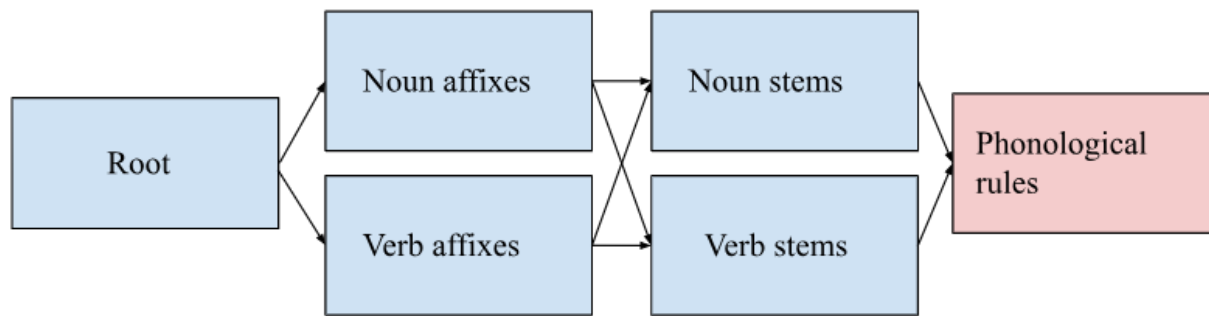 Root
Noun affixes
Verb affixes
Noun stems
Verb stems
Phonological
rules